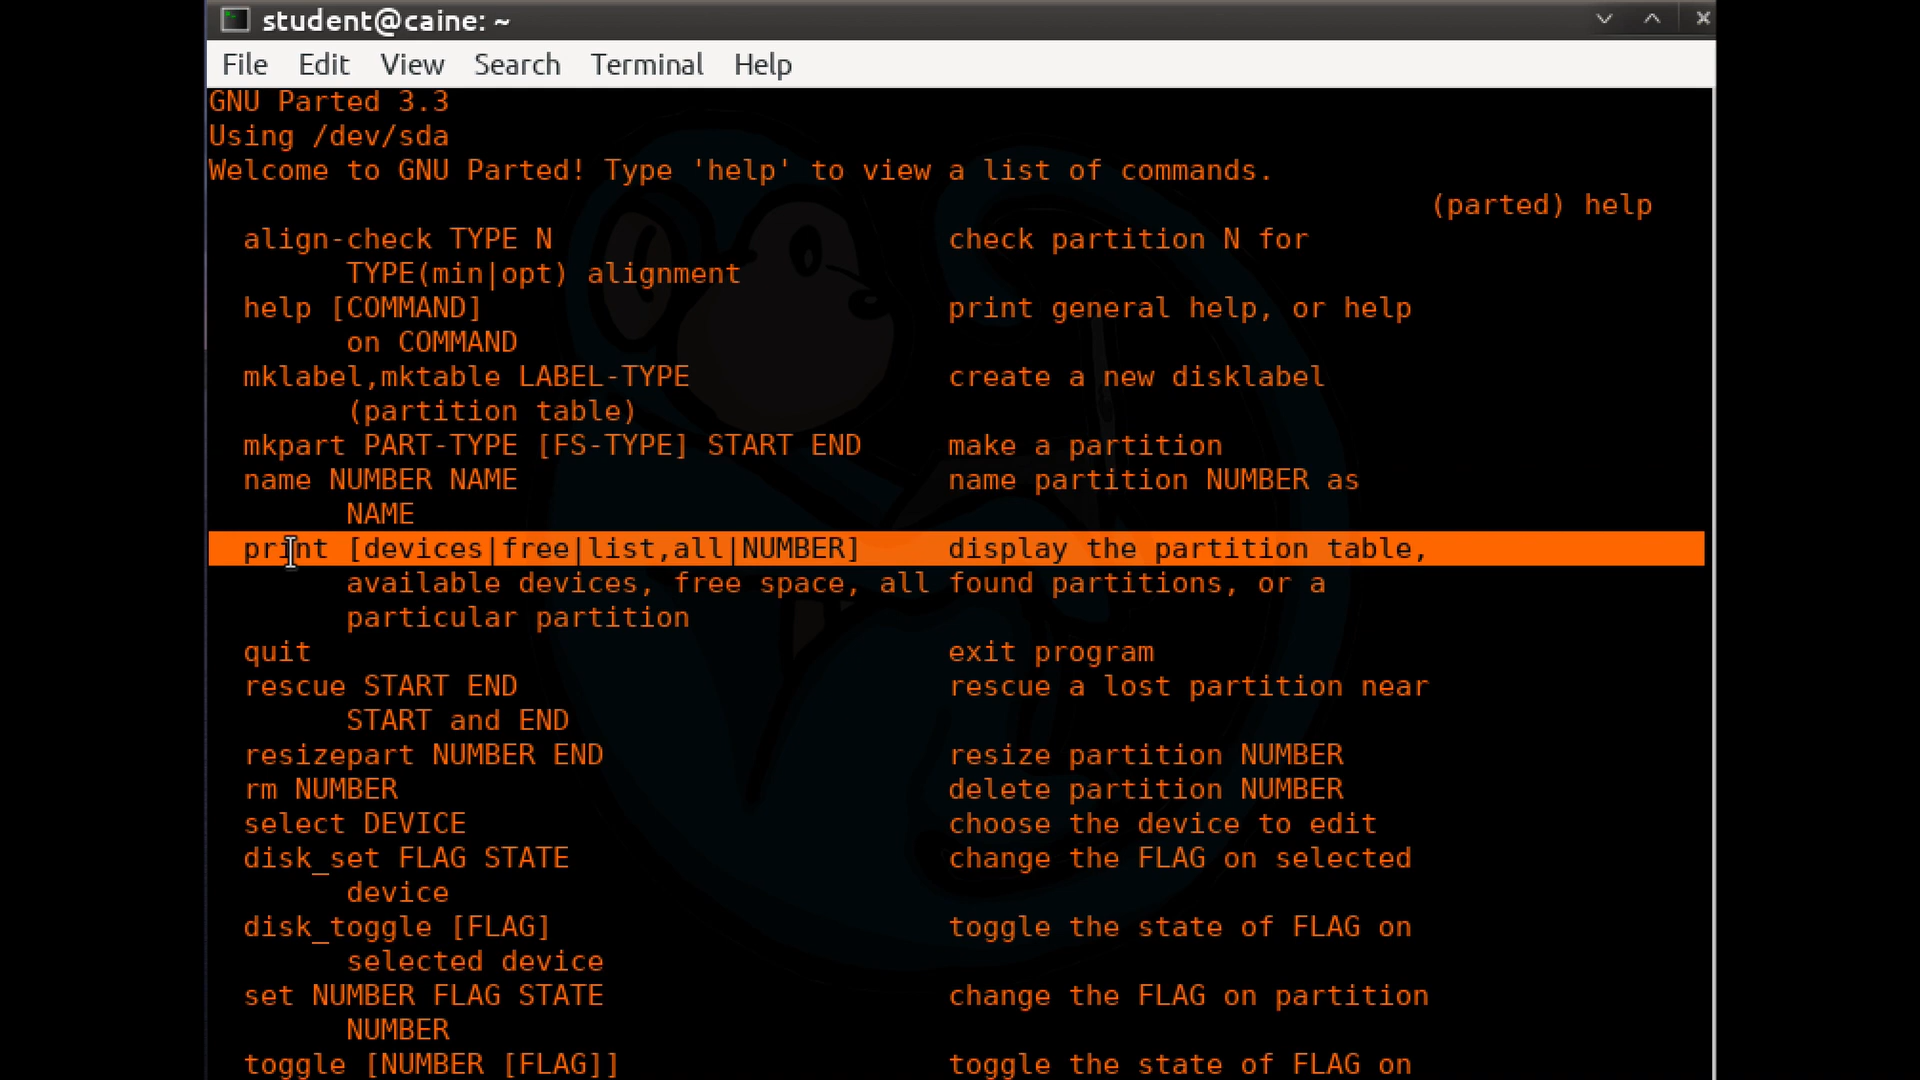 student@caine: ~
File Edit View Search Terminal Help
GNU Parted 3.3
Using /dev/sda
Welcome to GNU Parted! Type 'help' to view a list of commands.
(parted) help
align-check TYPE N check partition N for
TYPE(min|opt) alignment
help [COMMAND] print general help, or help
on COMMAND
mklabel,mktable LABEL-TYPE create a new disklabel
(partition table)
mkpart PART-TYPE [FS-TYPE] START END make a partition
name NUMBER NAME name partition NUMBER as
NAME
print [devices|free|list,all|NUMBER] display the partition table,
available devices, free space, all found partitions, or a
particular partition
quit exit program
rescue START END rescue a lost partition near
START and END
resizepart NUMBER END resize partition NUMBER
rm NUMBER delete partition NUMBER
select DEVICE choose the device to edit
disk_set FLAG STATE change the FLAG on selected
device
disk_toggle [FLAG] toggle the state of FLAG on
selected device
set NUMBER FLAG STATE change the FLAG on partition
NUMBER
toggle [NUMBER [FLAG]] toggle the state of FLAG on